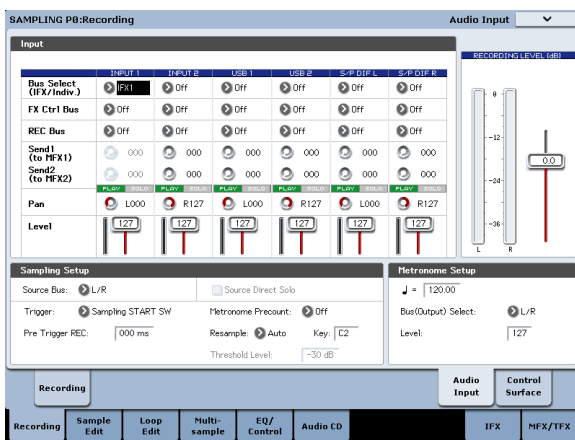 SAMPLING P0:Recording Audio Input
Input
RECORDING LEVEL (dB)
INPUT 1 INPUT 2 USB 1 USB 2 S/P DIF L S/P DIF R
Bus Select
(IFX/Indiv.) IFX1 Off Off Off Off Off
FX Ctrl Bus Off Off Off Off Off Off
REC Bus Off Off Off Off Off Off
Send1
(to MFX1) 000 000 000 000 000 000
Send2
(to MFX2) 000 000 000 000 000 000
PLAY SOLO PLAY SOLO PLAY SOLO PLAY SOLO PLAY SOLO PLAY SOLO
Pan L000 R127 L000 R127 L000 R127
Level 127 127 127 127 127 127
0
-12
-24
-36
L R
0.0
Sampling Setup
Source Bus: L/R Source Direct Solo
Trigger: Sampling START SW Metronome Precount: Off
Pre Trigger REC: 000 ms Resample: Auto Key: C2
Threshold Level: -30 dB
Metronome Setup
♩ = 120.00
Bus(Output) Select: L/R
Level: 127
Recording Audio Input Control Surface
Recording Sample Edit Loop Edit Multi-sample EQ/Control Audio CD IFX MFX/TFX